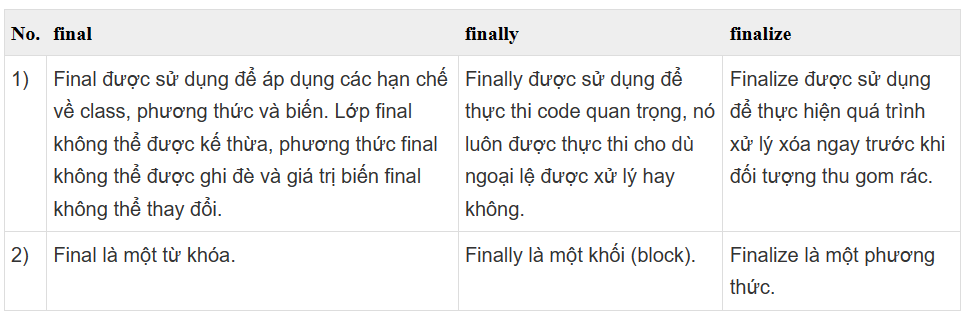 No. final finally finalize
1) Final được sử dụng để áp dụng các hạn chế
về class, phương thức và biến. Lớp final
không thể được kế thừa, phương thức final
không thể được ghi đè và giá trị biến final
không thể thay đổi.
Finally được sử dụng để
thực thi code quan trọng, nó
luôn được thực thi cho dù
ngoại lệ được xử lý hay
không.
Finalize được sử dụng
để thực hiện quá trình
xử lý xóa ngay trước khi
đối tượng thu gom rác.
2) Final là một từ khóa.
Finally là một khối (block).
Finalize là một phương
thức.